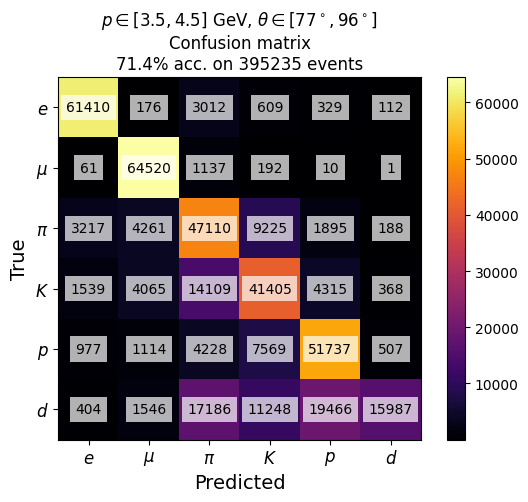 p ∈ [3.5, 4.5] GeV, θ ∈ [77°, 96°]
Confusion matrix
71.4% acc. on 395235 events
e 61410 176 3012 609 329 112
μ 61 64520 1137 192 10 1
π 3217 4261 47110 9225 1895 188
K 1539 4065 14109 41405 4315 368
p 977 1114 4228 7569 51737 507
d 404 1546 17186 11248 19466 15987
e μ π K p d
Predicted
True
60000
50000
40000
30000
20000
10000